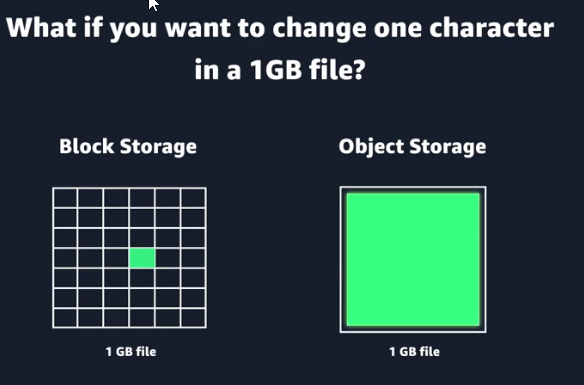 What if you want to change one character
in a 1GB file?
Block Storage
Object Storage
1 GB file
1 GB file